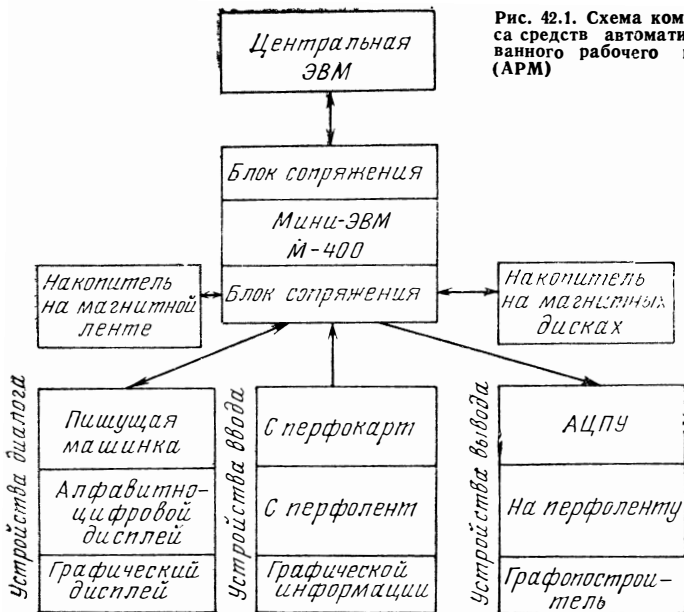 Рис. 42.1. Схема ком
са средств автомати
ванного рабочего
(АРМ)
Центральная
ЭВМ
Блок сопряжения
Мини-ЭВМ
М-400
Блок сопряжения
Накопитель
на магнитной
ленте
Накопитель
на магнитных
дисках
Устройства диалога
Пишущая
машинка
Алфавитно-
цифровой
дисплей
Графический
дисплей
Устройства ввода
С перфокарт
С перфолент
Графической
информации
Устройства вывода
АЦПУ
На перфоленту
Графопострои-
тель